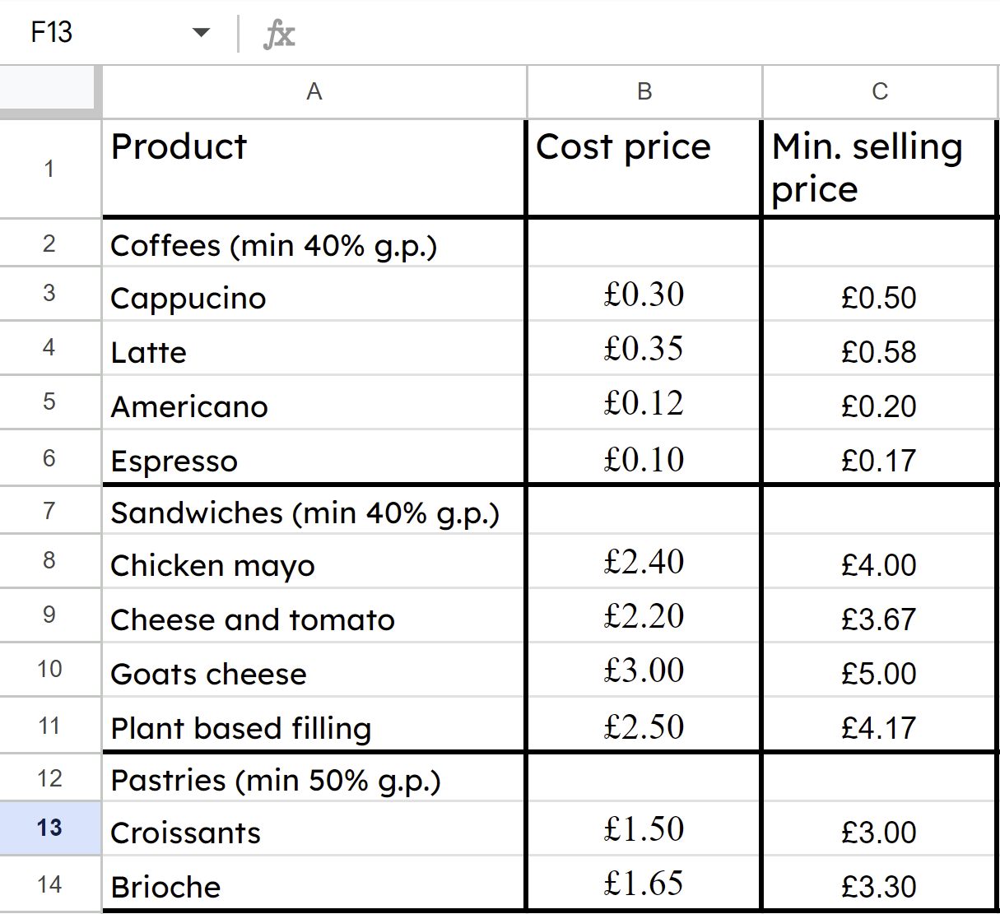 F13 fx
A B C
1 Product Cost price Min. selling
price
2 Coffees (min 40% g.p.)
3 Cappucino £0.30 £0.50
4 Latte £0.35 £0.58
5 Americano £0.12 £0.20
6 Espresso £0.10 £0.17
7 Sandwiches (min 40% g.p.)
8 Chicken mayo £2.40 £4.00
9 Cheese and tomato £2.20 £3.67
10 Goats cheese £3.00 £5.00
11 Plant based filling £2.50 £4.17
12 Pastries (min 50% g.p.)
13 Croissants £1.50 £3.00
14 Brioche £1.65 £3.30